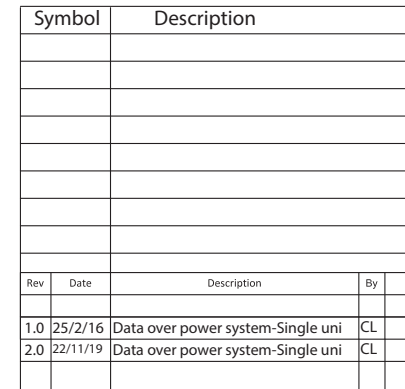 Symbol Description
Rev Date Description By
1.0 25/2/16 Data over power system-Single uni CL
2.0 22/11/19 Data over power system-Single uni CL